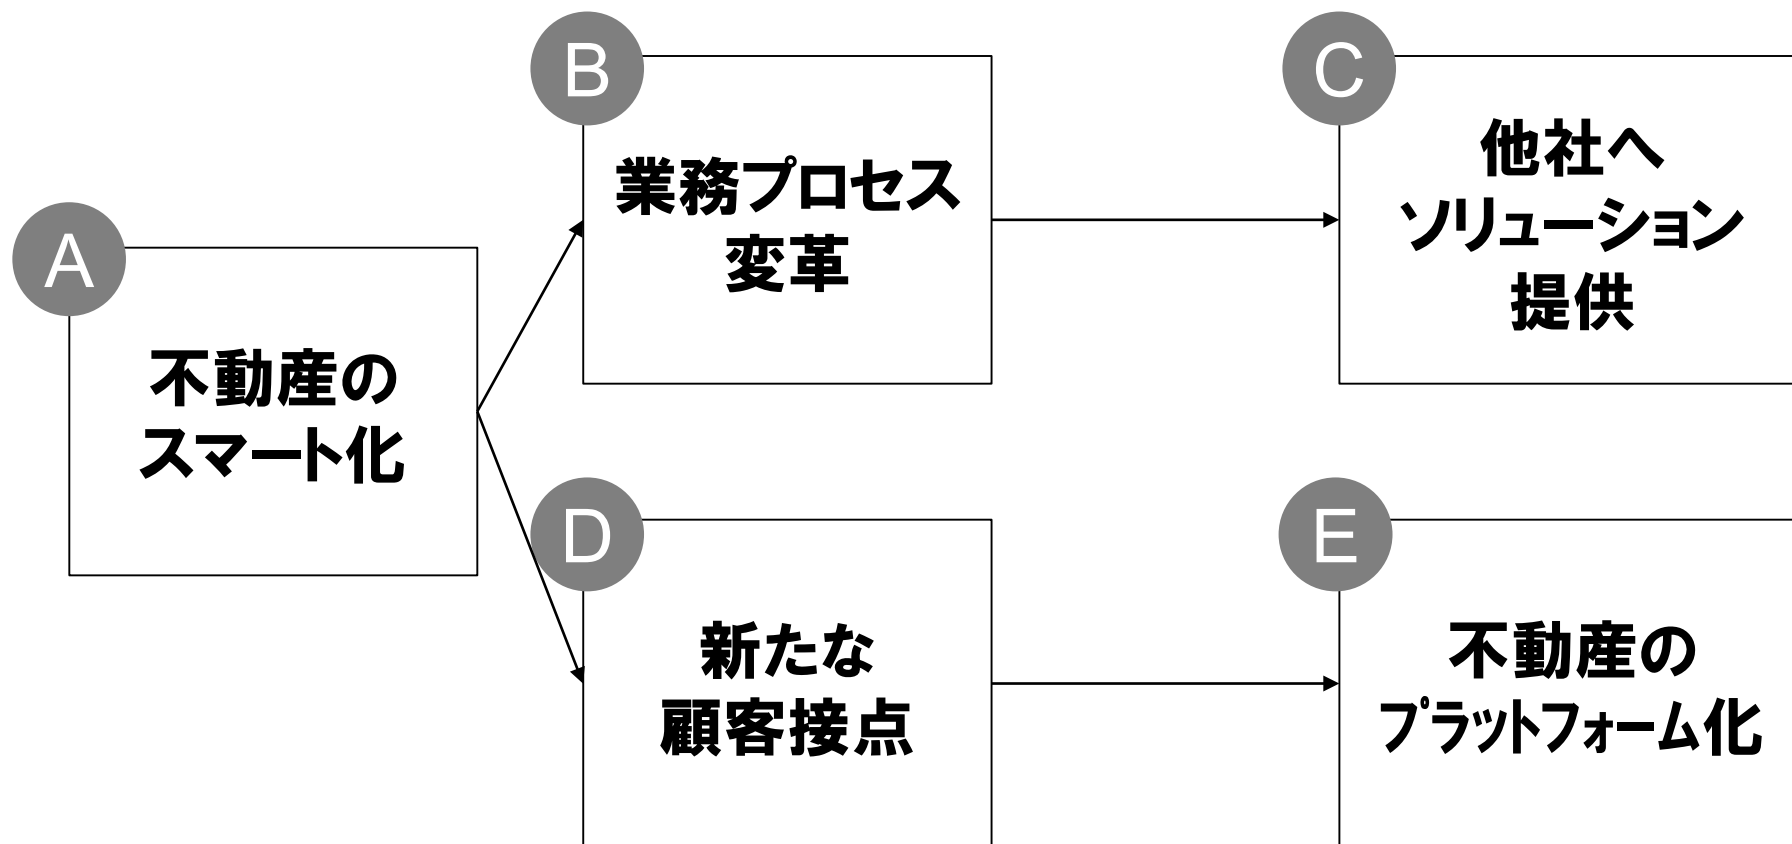 A
不動産の
スマート化
B
業務プロセス
変革
C
他社へ
ソリューション
提供
D
新たな
顧客接点
E
不動産の
プラットフォーム化